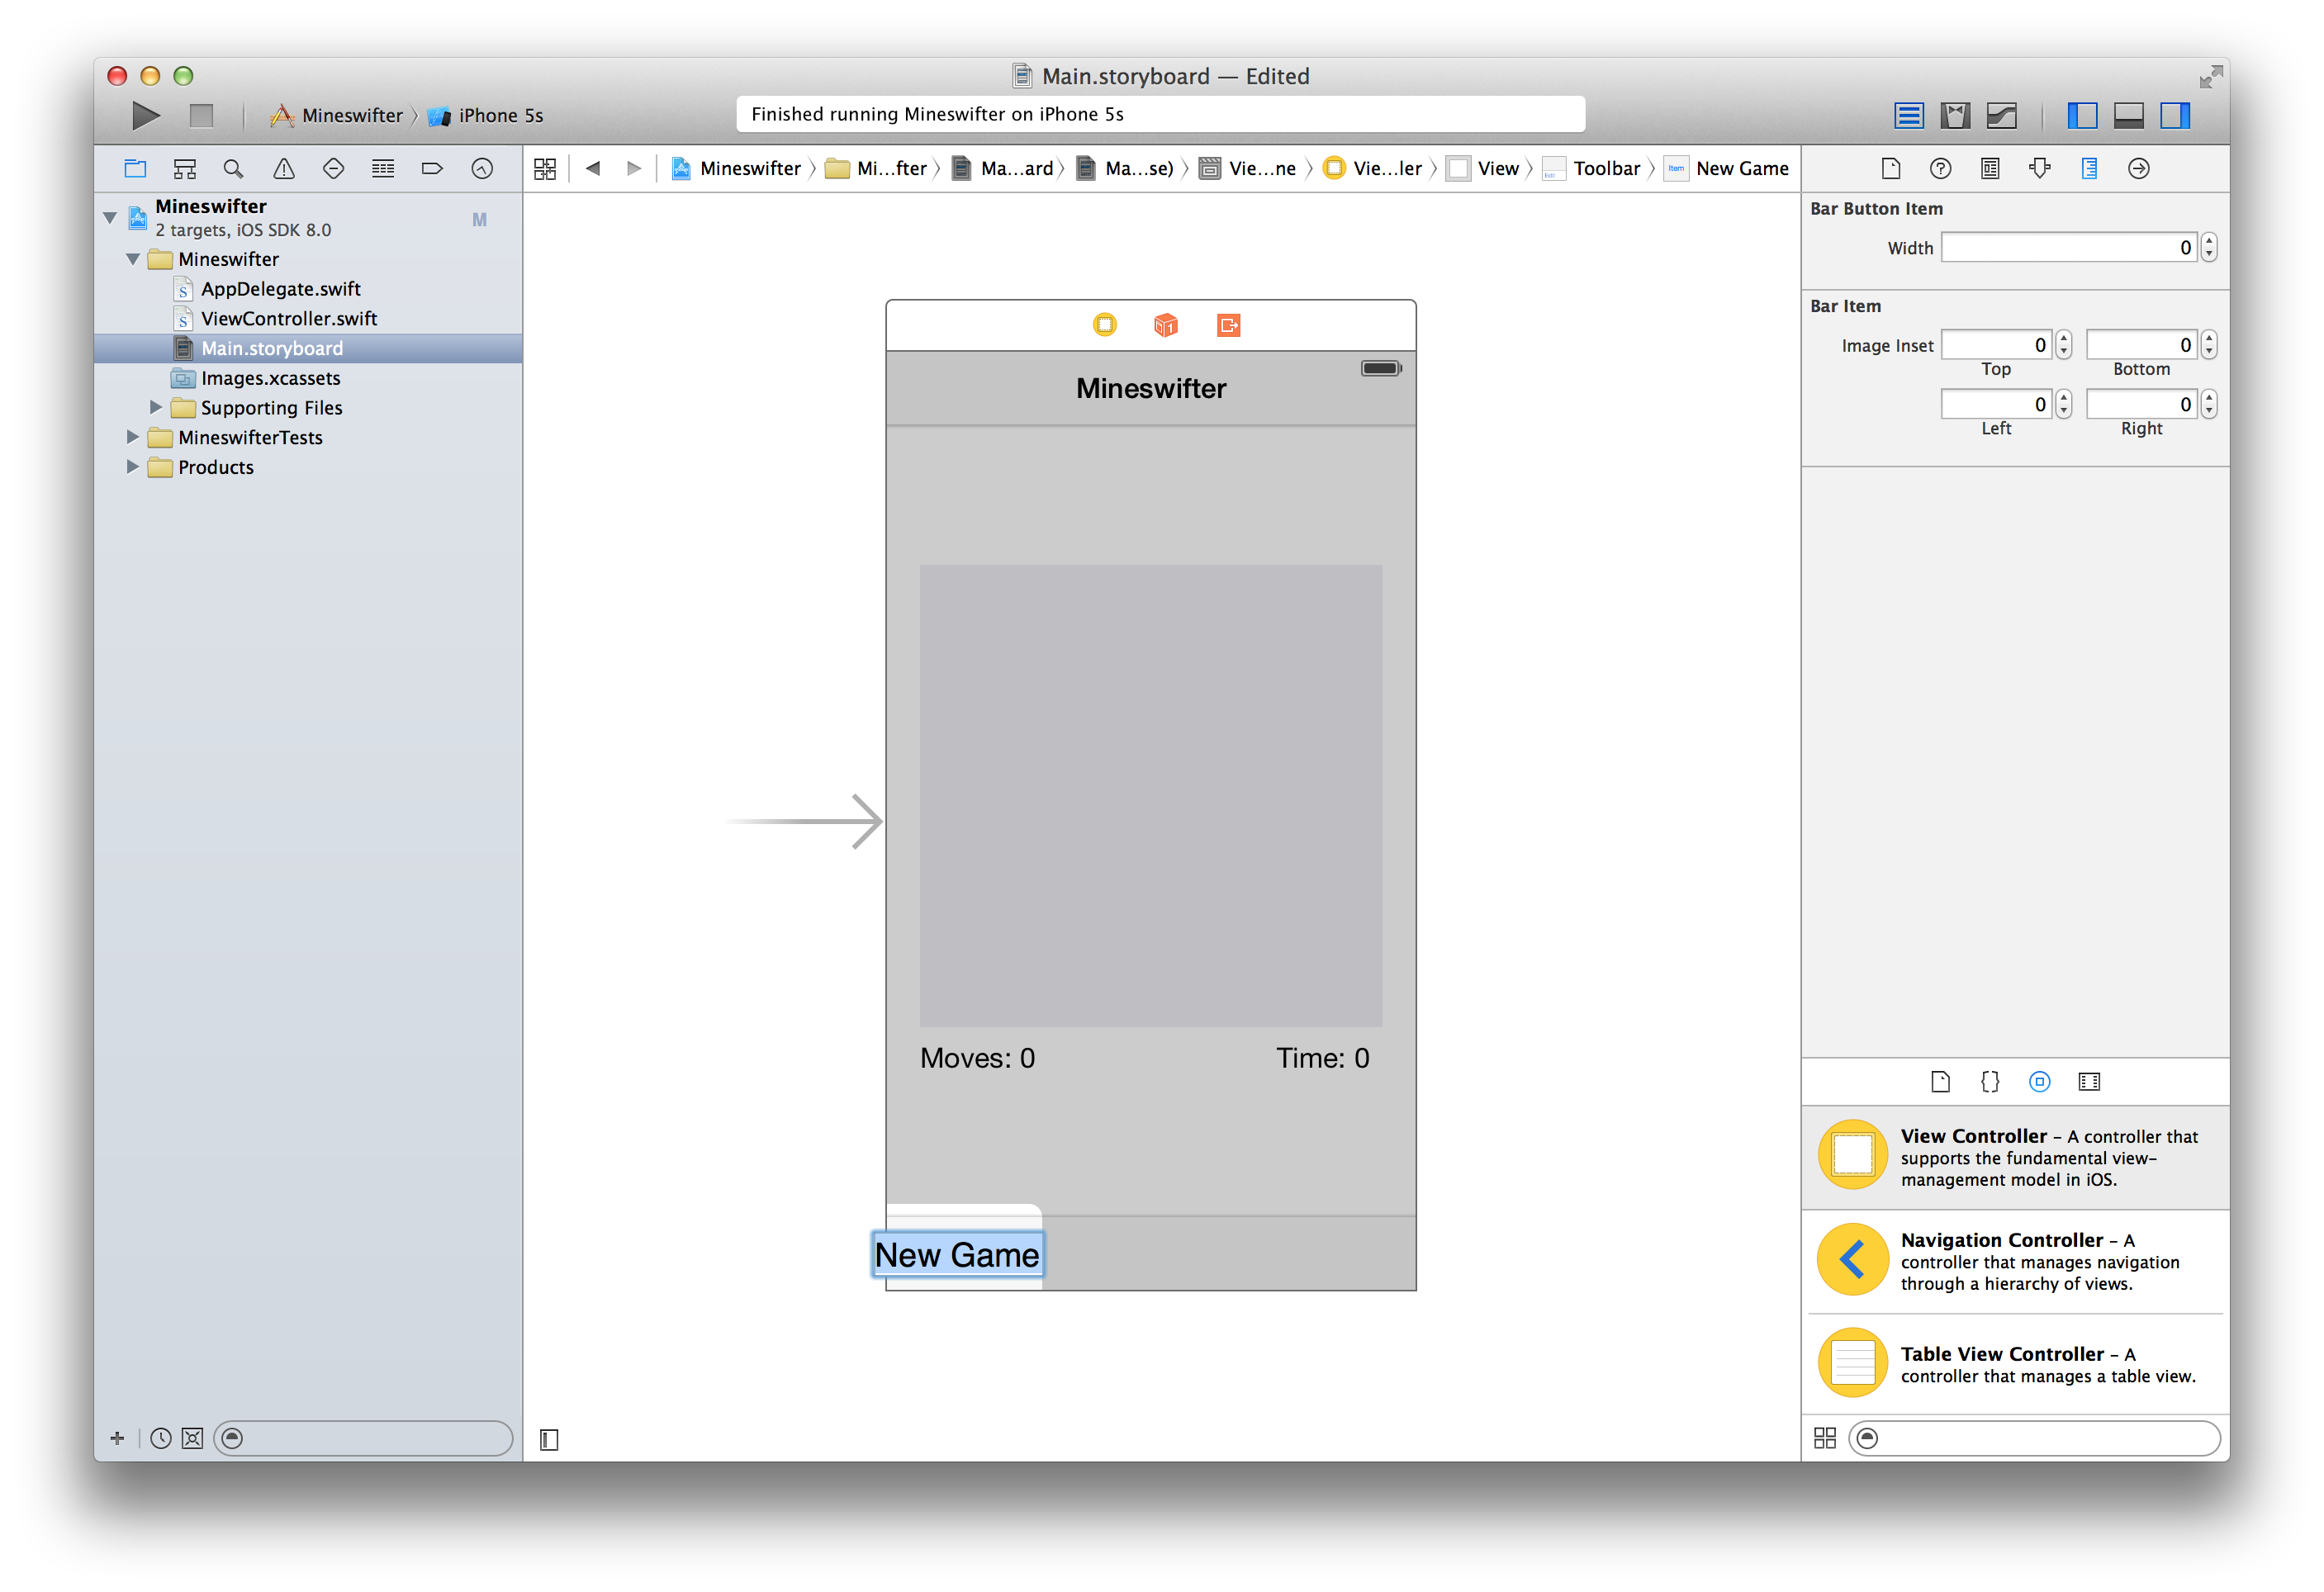 Main.storyboard — Edited
Mineswifter
iPhone 5s
Finished running Mineswifter on iPhone 5s
Mineswifter
Mi...fter
Ma...ard
Ma...se)
Vie...ne
Vie...ler
View
Edit
Toolbar
Item
New Game
Mineswifter
M
2 targets, iOS SDK 8.0
Mineswifter
AppDelegate.swift
ViewController.swift
Main.storyboard
Images.xcassets
Supporting Files
MineswifterTests
Products
Mineswifter
Moves: 0
Time: 0
New Game
Bar Button Item
Width
0
Bar Item
Image Inset
0
0
Top
Bottom
0
0
Left
Right
View Controller – A controller that
supports the fundamental view-
management model in iOS.
Navigation Controller – A
controller that manages navigation
through a hierarchy of views.
Table View Controller – A
controller that manages a table view.